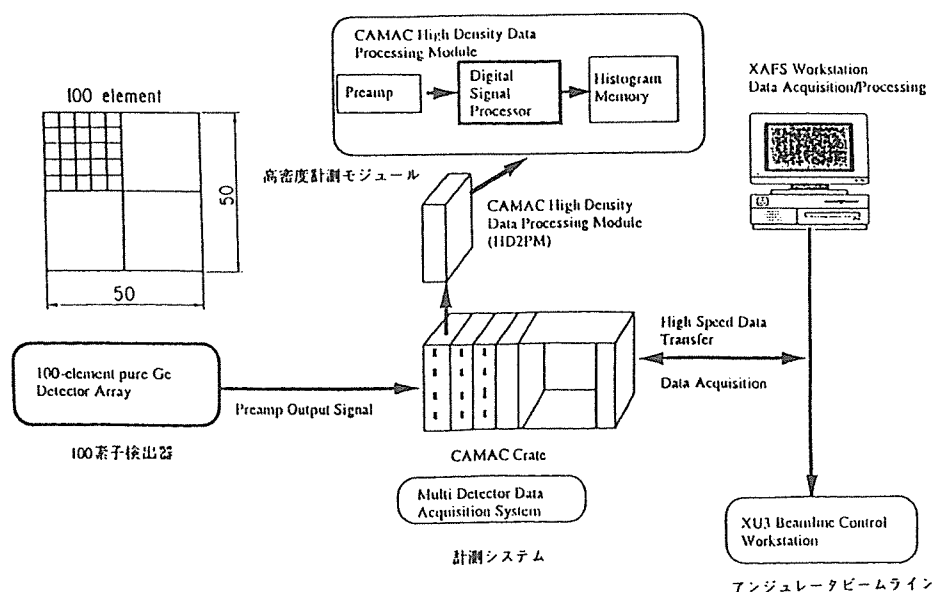 CAMAC High Density Data
Processing Module
Preamp
Digital
Signal
Processor
Histogram
Memory
XAFS Workstation
Data Acquisition/Processing
100 element
50
50
高密度計測モジュール
CAMAC High Density
Data Processing Module
(HD2PM)
100-element pure Ge
Detector Array
Preamp Output Signal
100素子検出器
High Speed Data
Transfer
Data Acquisition
CAMAC Crate
Multi Detector Data
Acquisition System
計測システム
XU3 Beamline Control
Workstation
アンジュレータビームライン